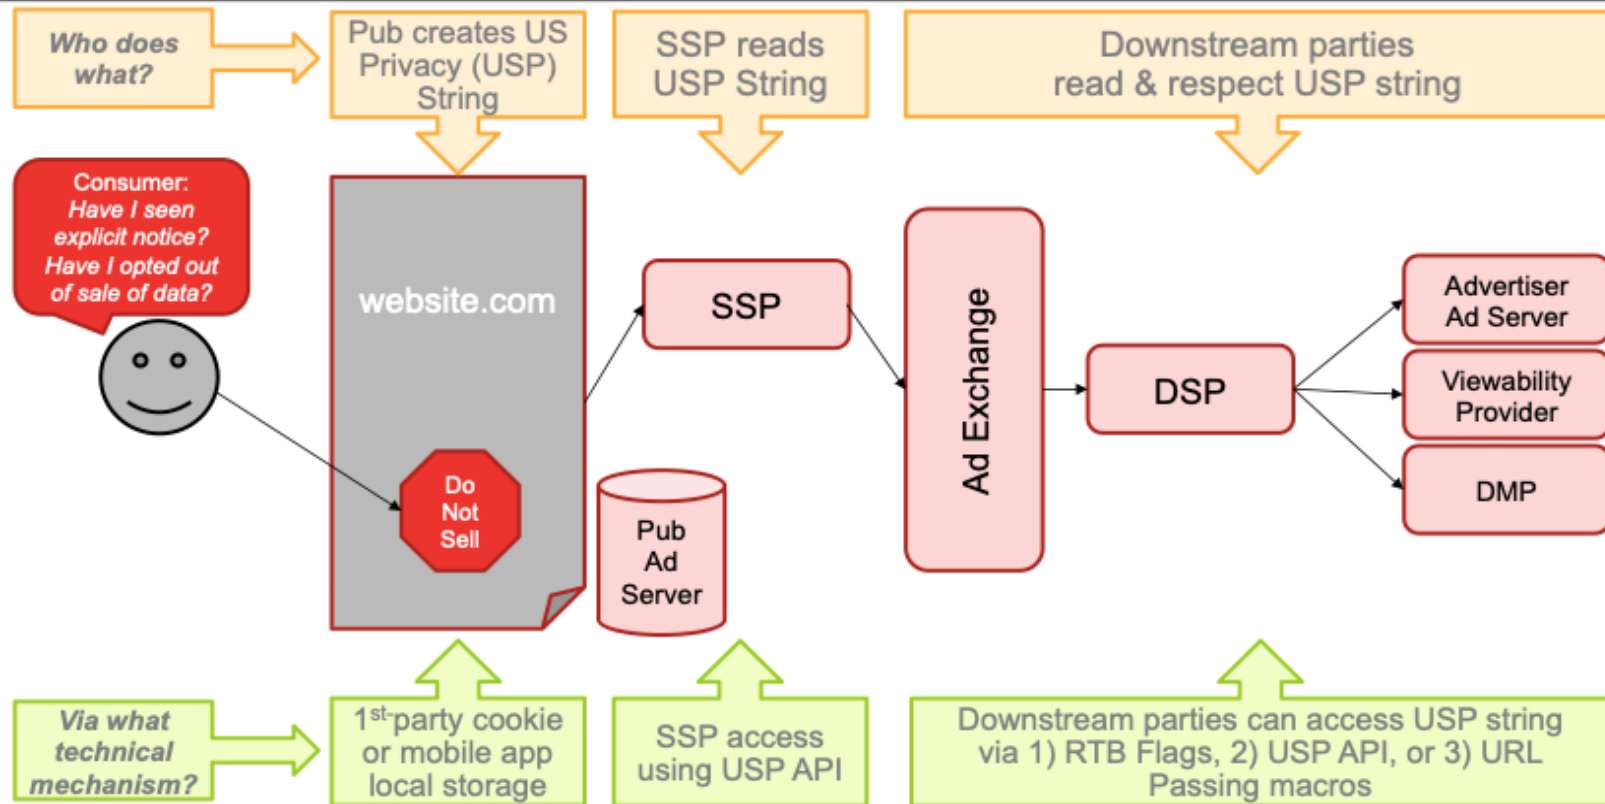 Who does
what?
Pub creates US
Privacy (USP)
String
SSP reads
USP String
Downstream parties
read & respect USP string
Consumer:
Have I seen
explicit notice?
Have I opted out
of sale of data?
website.com
Do
Not
Sell
SSP
Pub
Ad
Server
Ad Exchange
DSP
Advertiser
Ad Server
Viewability
Provider
DMP
Via what
technical
mechanism?
1st-party cookie
or mobile app
local storage
SSP access
using USP API
Downstream parties can access USP string
via 1) RTB Flags, 2) USP API, or 3) URL
Passing macros